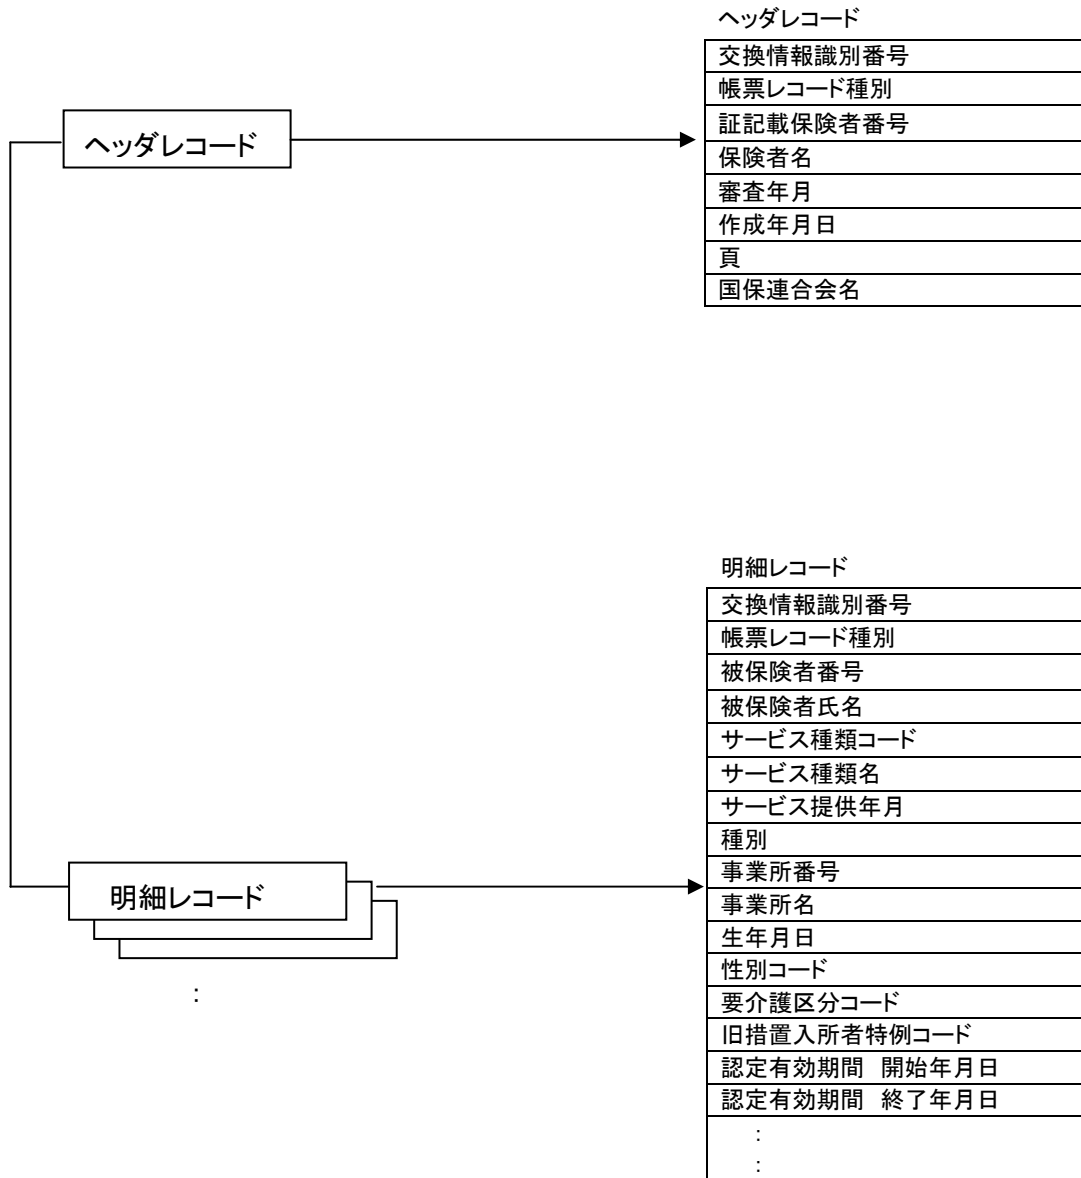 ヘッダレコード
ヘッダレコード
交換情報識別番号
帳票レコード種別
証記載保険者番号
保険者名
審査年月
作成年月日
頁
国保連合会名
明細レコード
:
明細レコード
交換情報識別番号
帳票レコード種別
被保険者番号
被保険者氏名
サービス種類コード
サービス種類名
サービス提供年月
種別
事業所番号
事業所名
生年月日
性別コード
要介護区分コード
旧措置入所者特例コード
認定有効期間 開始年月日
認定有効期間 終了年月日
:
: